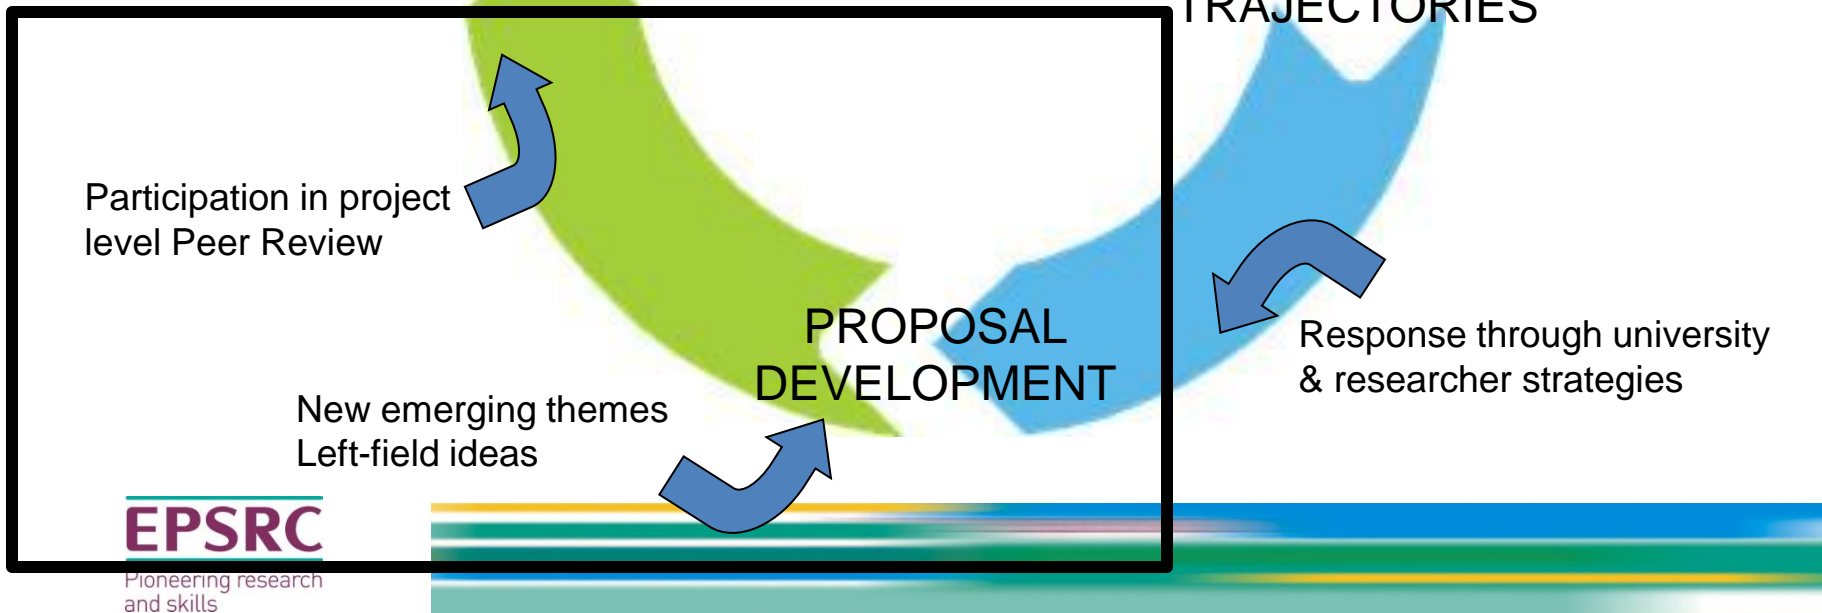 TRAJECTORIES
Participation in project
level Peer Review
PROPOSAL
DEVELOPMENT
Response through university
& researcher strategies
New emerging themes
Left-field ideas
EPSRC
Pioneering research
and skills